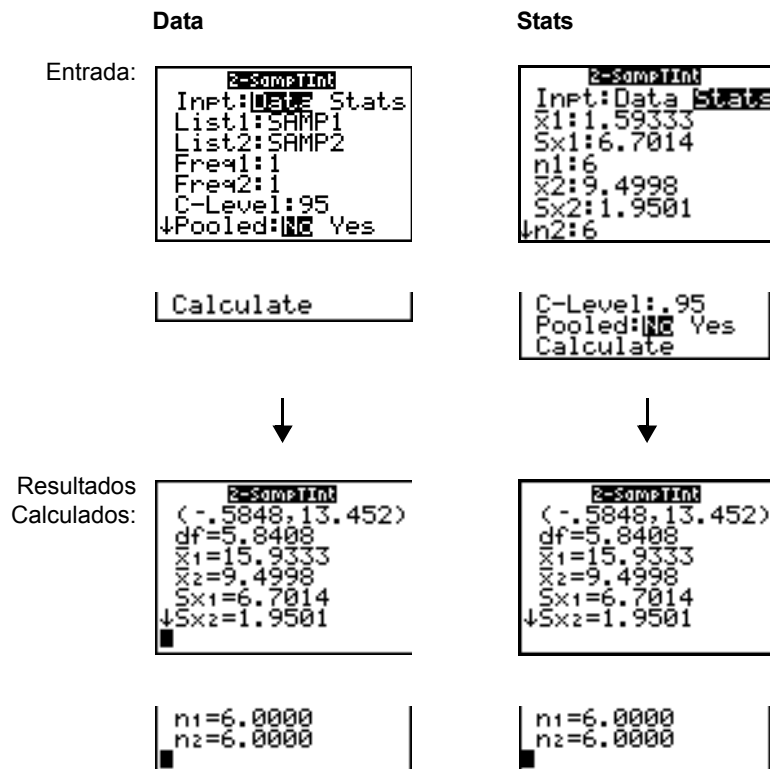 Data
Stats
Entrada:
2-SampTInt
Inpt:Data Stats
List1:SAMP1
List2:SAMP2
Freq1:1
Freq2:1
C-Level:95
↓Pooled:No Yes
Calculate
2-SampTInt
Inpt:Data Stats
x̄1:1.59333
Sx1:6.7014
n1:6
x̄2:9.4998
Sx2:1.9501
↓n2:6
C-Level:.95
Pooled:No Yes
Calculate
Resultados
Calculados:
2-SampTInt
(-.5848,13.452)
df=5.8408
x̄1=15.9333
x̄2=9.4998
Sx1=6.7014
↓Sx2=1.9501
n1=6.0000
n2=6.0000
2-SampTInt
(-.5848,13.452)
df=5.8408
x̄1=15.9333
x̄2=9.4998
Sx1=6.7014
↓Sx2=1.9501
n1=6.0000
n2=6.0000